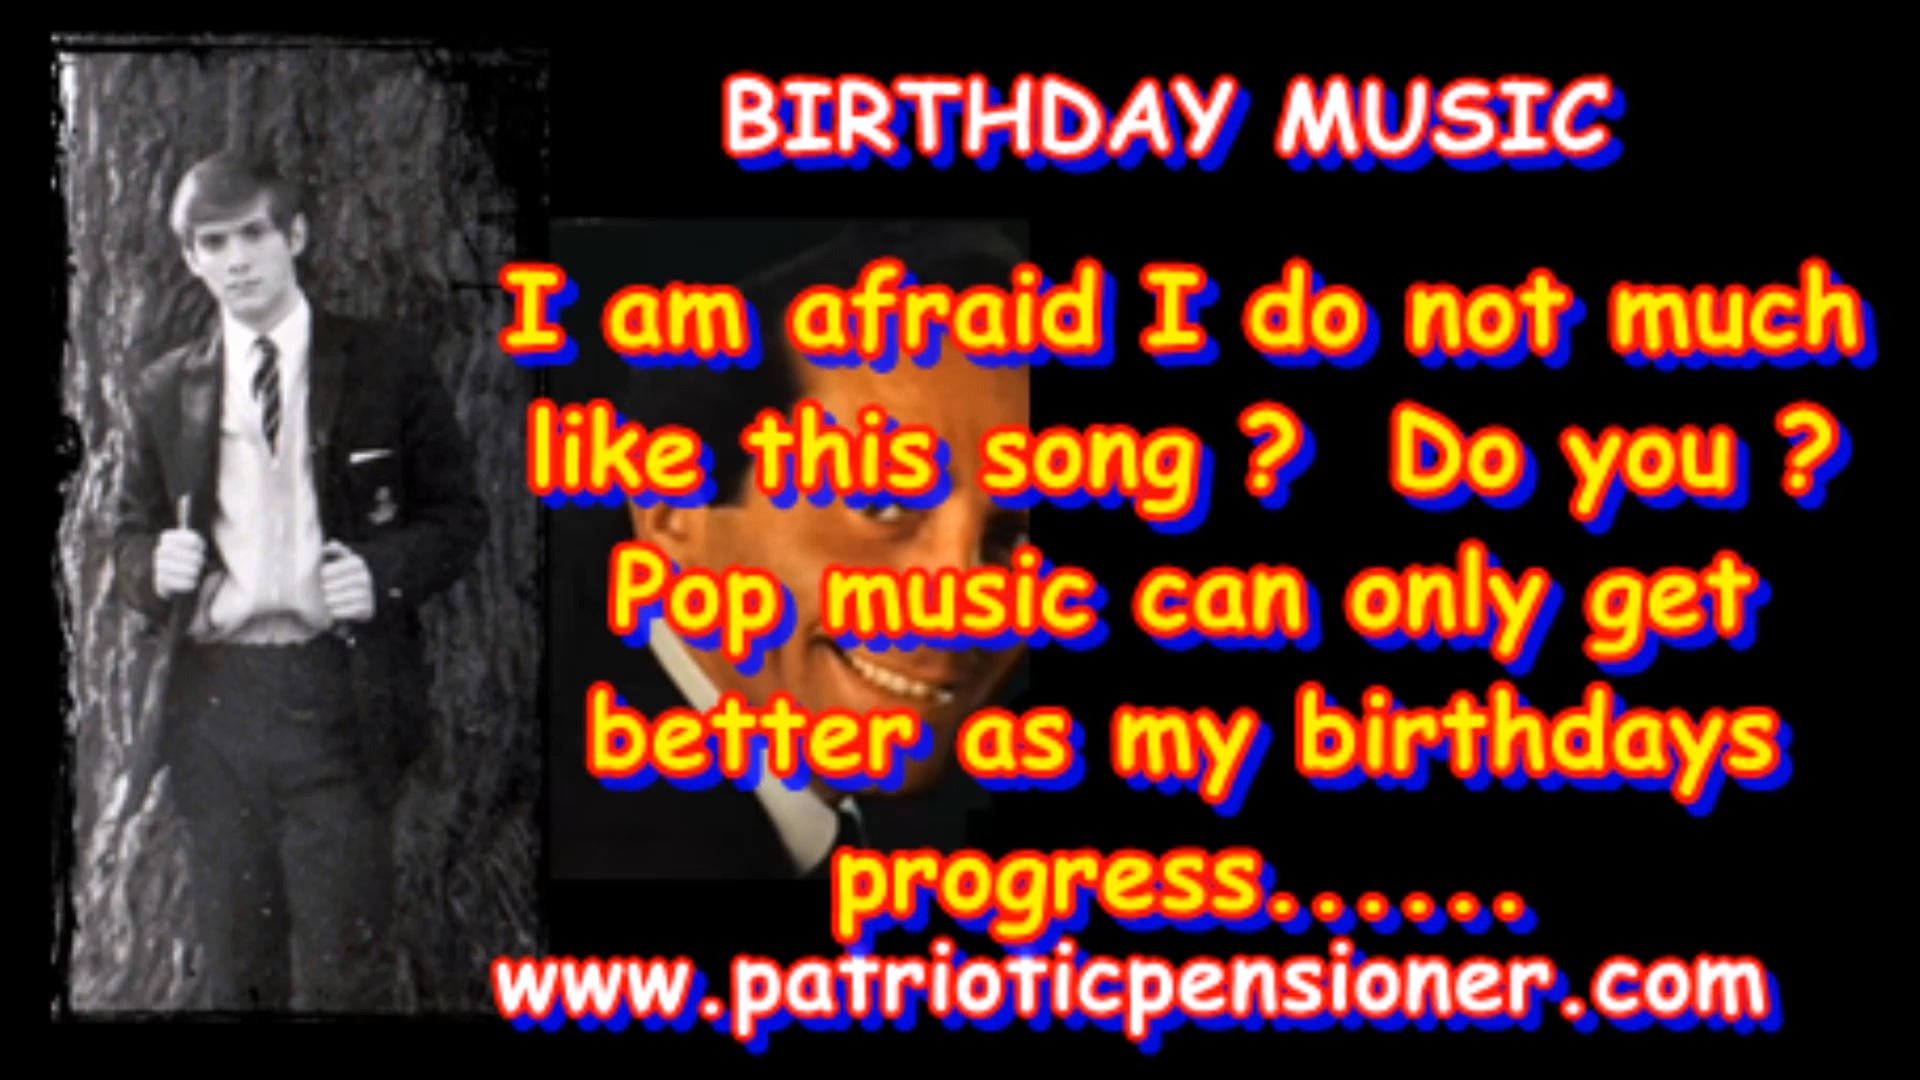 BIRTHDAY MUSIC
I am afraid I do not much
like this song ? Do you ?
Pop music can only get
better as my birthdays
progress......
www.patrioticpensioner.com